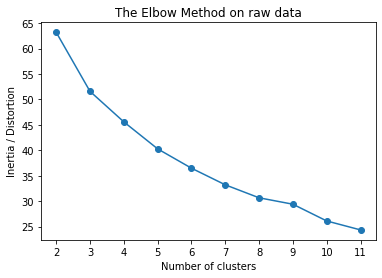 The Elbow Method on raw data
65
60
55
50
45
40
35
30
25
Inertia / Distortion
2 3 4 5 6 7 8 9 10 11
Number of clusters